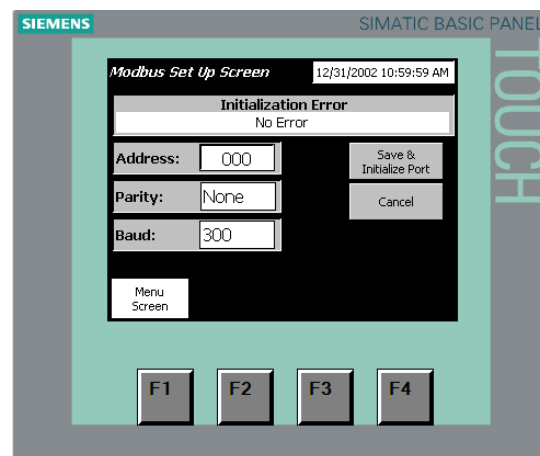 SIEMENS
SIMATIC BASIC PANEL
TOUCH
Modbus Set Up Screen
12/31/2002 10:59:59 AM
Initialization Error
No Error
Address: 000
Save &
Initialize Port
Parity: None
Cancel
Baud: 300
Menu
Screen
F1 F2 F3 F4